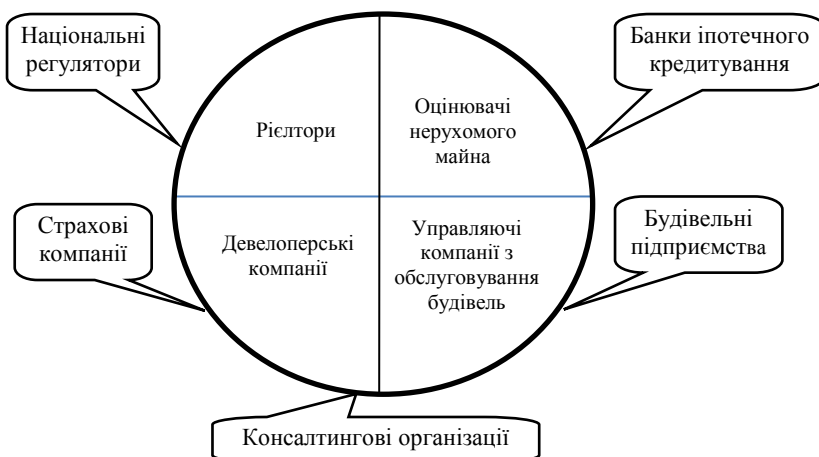 Національні
регулятори
Банки іпотечного
кредитування
Рієлтори
Оцінювачі
нерухомого
майна
Страхові
компанії
Девелоперські
компанії
Управляючі
компанії з
обслуговування
будівель
Будівельні
підприємства
Консалтингові організації